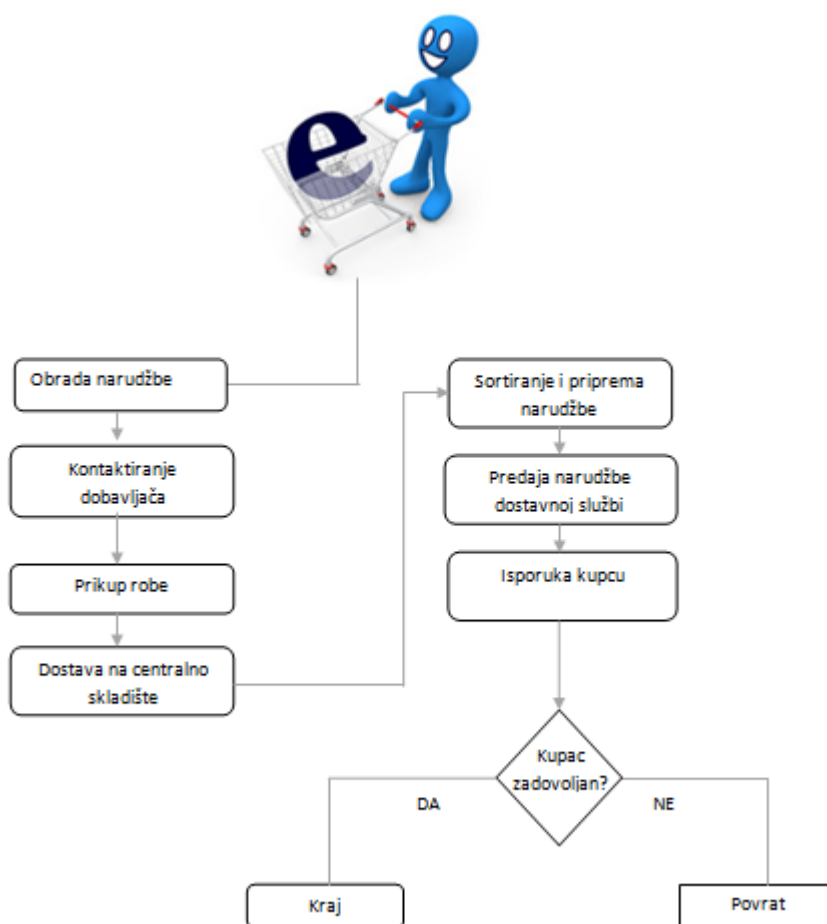 e
Obrada narudžbe
Kontaktiranje
dobavljača
Prikup robe
Dostava na centralno
skladište
Sortiranje i priprema
narudžbe
Predaja narudžbe
dostavnoj službi
Isporuka kupcu
Kupac
zadovoljan?
DA
NE
Kraj
Povrat